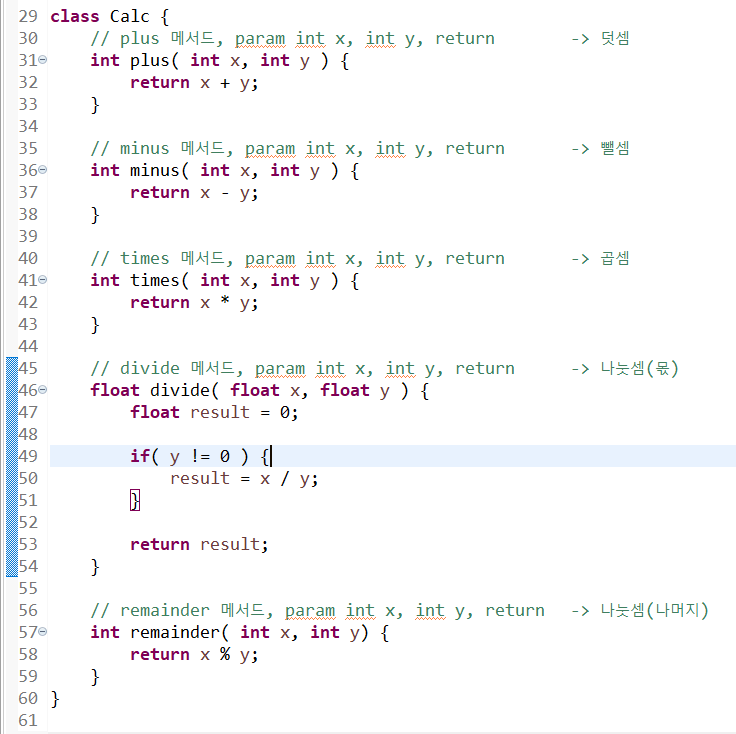 29 class Calc {
30     // plus 메서드, param int x, int y, return        -> 덧셈
31     int plus( int x, int y ) {
32         return x + y;
33     }
34
35     // minus 메서드, param int x, int y, return       -> 뺄셈
36     int minus( int x, int y ) {
37         return x - y;
38     }
39
40     // times 메서드, param int x, int y, return       -> 곱셈
41     int times( int x, int y ) {
42         return x * y;
43     }
44
45     // divide 메서드, param int x, int y, return      -> 나눗셈(몫)
46     float divide( float x, float y ) {
47         float result = 0;
48
49         if( y != 0 ) {
50             result = x / y;
51         }
52
53         return result;
54     }
55
56     // remainder 메서드, param int x, int y, return   -> 나눗셈(나머지)
57     int remainder( int x, int y) {
58         return x % y;
59     }
60 }
61